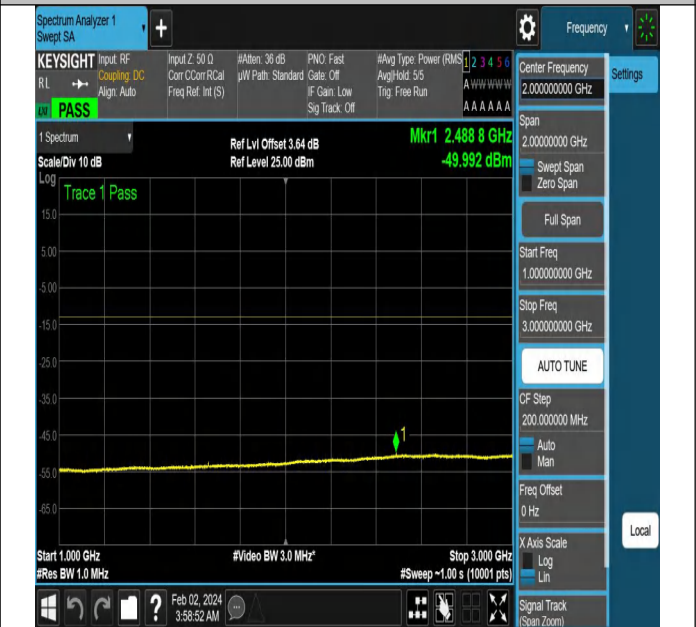 Spectrum Analyzer 1
Swept SA
+
Frequency
KEYSIGHT
RL
Input: RF
Coupling: DC
Align: Auto
Input Z: 50 Ω
Corr CCorr RCal
Freq Ref: Int (S)
#Atten: 36 dB
µW Path: Standard
PNO: Fast
Gate: Off
IF Gain: Low
Sig Track: Off
#Avg Type: Power (RMS
Avg|Hold: 5/5
Trig: Free Run
1 2 3 4 5 6
A W W W W W
A A A A A A
PASS
1 Spectrum
Scale/Div 10 dB
Log
Ref Lvl Offset 3.64 dB
Ref Level 25.00 dBm
Mkr1 2.488 8 GHz
-49.992 dBm
Trace 1 Pass
15.0
5.00
-5.00
-15.0
-25.0
-35.0
-45.0
-55.0
-65.0
1
Start 1.000 GHz
#Res BW 1.0 MHz
#Video BW 3.0 MHz*
Stop 3.000 GHz
#Sweep ~1.00 s (10001 pts)
Center Frequency
2.000000000 GHz
Settings
Span
2.00000000 GHz
Swept Span
Zero Span
Full Span
Start Freq
1.000000000 GHz
Stop Freq
3.000000000 GHz
AUTO TUNE
CF Step
200.000000 MHz
Auto
Man
Freq Offset
0 Hz
X Axis Scale
Log
Lin
Local
Signal Track
(Span Zoom)
?
Feb 02, 2024
3:58:52 AM